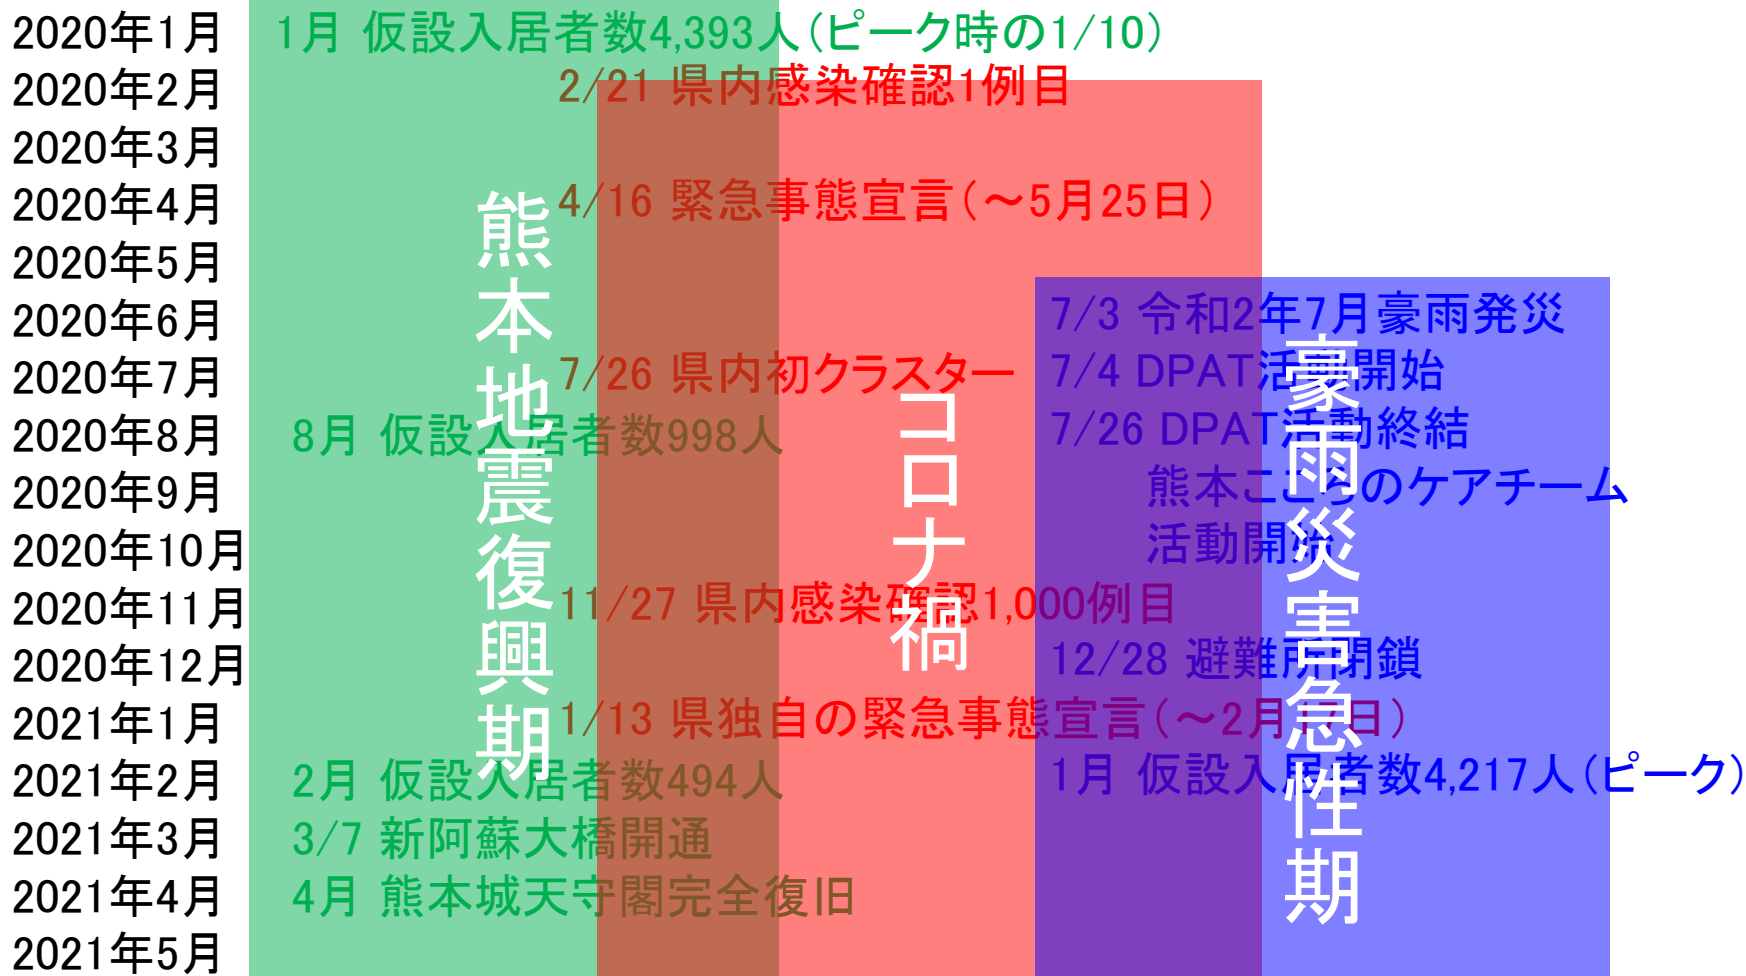 2020年1月 1月 仮設入居者数4,393人（ピーク時の1/10）
2020年2月 2/21 県内感染確認1例目
2020年3月
2020年4月 4/16 緊急事態宣言（～5月25日）
2020年5月
2020年6月 7/3 令和2年7月豪雨発災
2020年7月 7/26 県内初クラスター 7/4 DPAT活動開始
2020年8月 8月 仮設入居者数998人 7/26 DPAT活動終結
2020年9月 熊本こころのケアチーム
2020年10月 活動開始
2020年11月 11/27 県内感染確認1,000例目
2020年12月 12/28 避難所閉鎖
2021年1月 1/13 県独自の緊急事態宣言（～2月17日）
2021年2月 2月 仮設入居者数494人 1月 仮設入居者数4,217人（ピーク）
2021年3月 3/7 新阿蘇大橋開通
2021年4月 4月 熊本城天守閣完全復旧
2021年5月
熊本地震復興期
コロナ禍
豪雨災害急性期